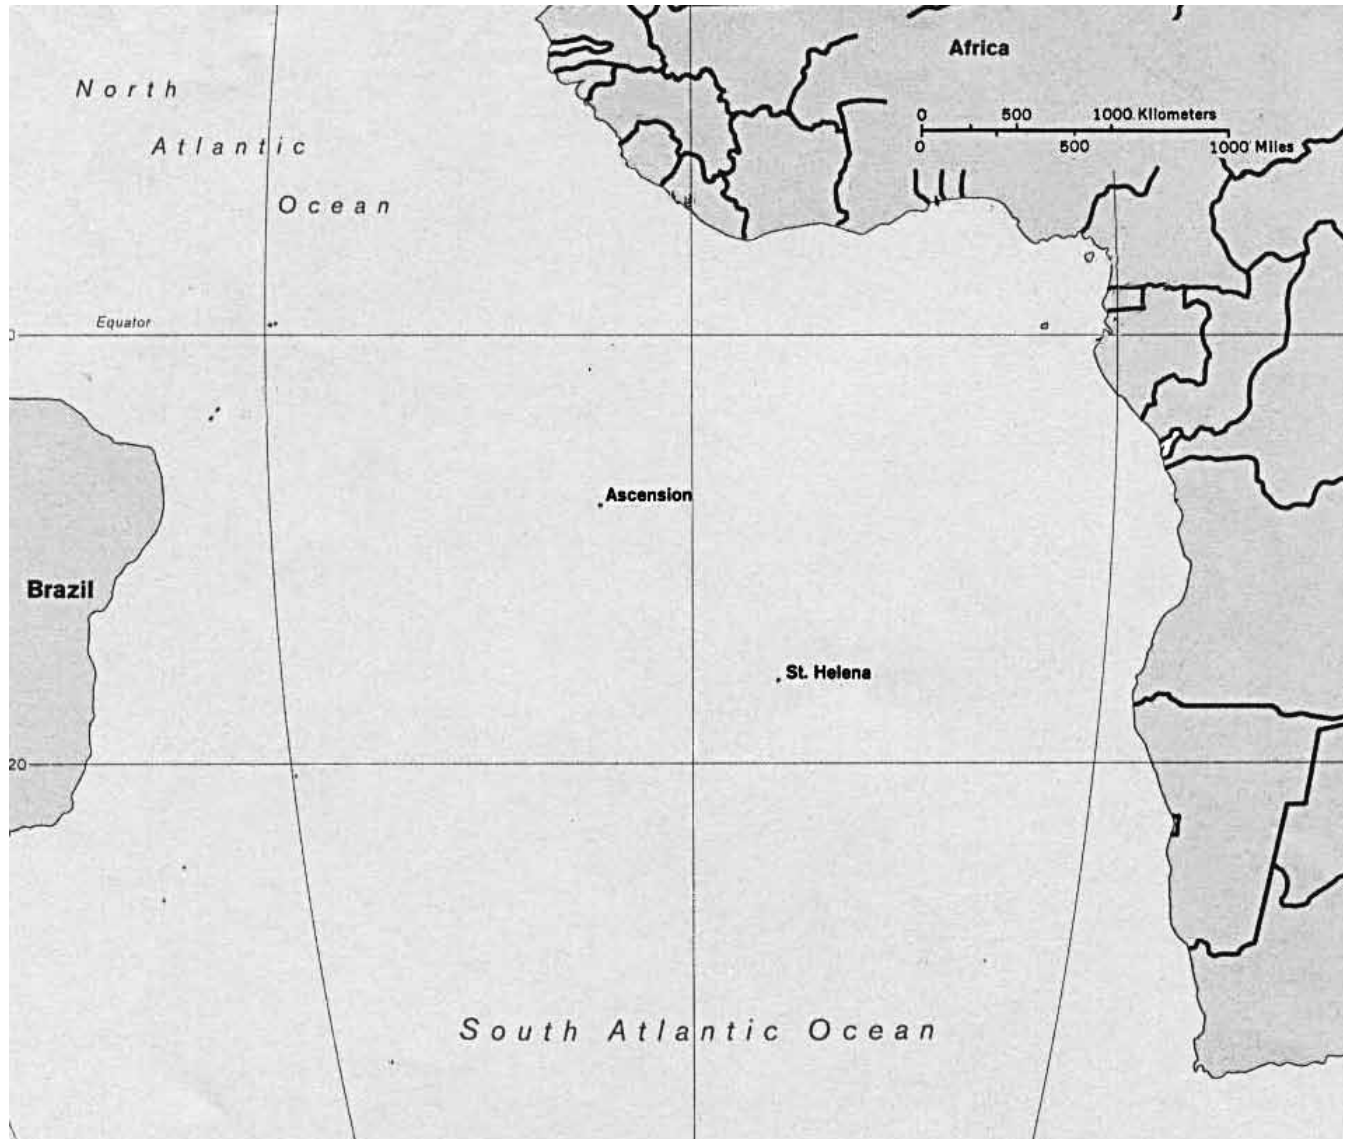 Africa
North
Atlantic
Ocean
0 500 1000 Kilometers
0 500 1000 Miles
Equator
0
Ascension
Brazil
St. Helena
20
South Atlantic Ocean